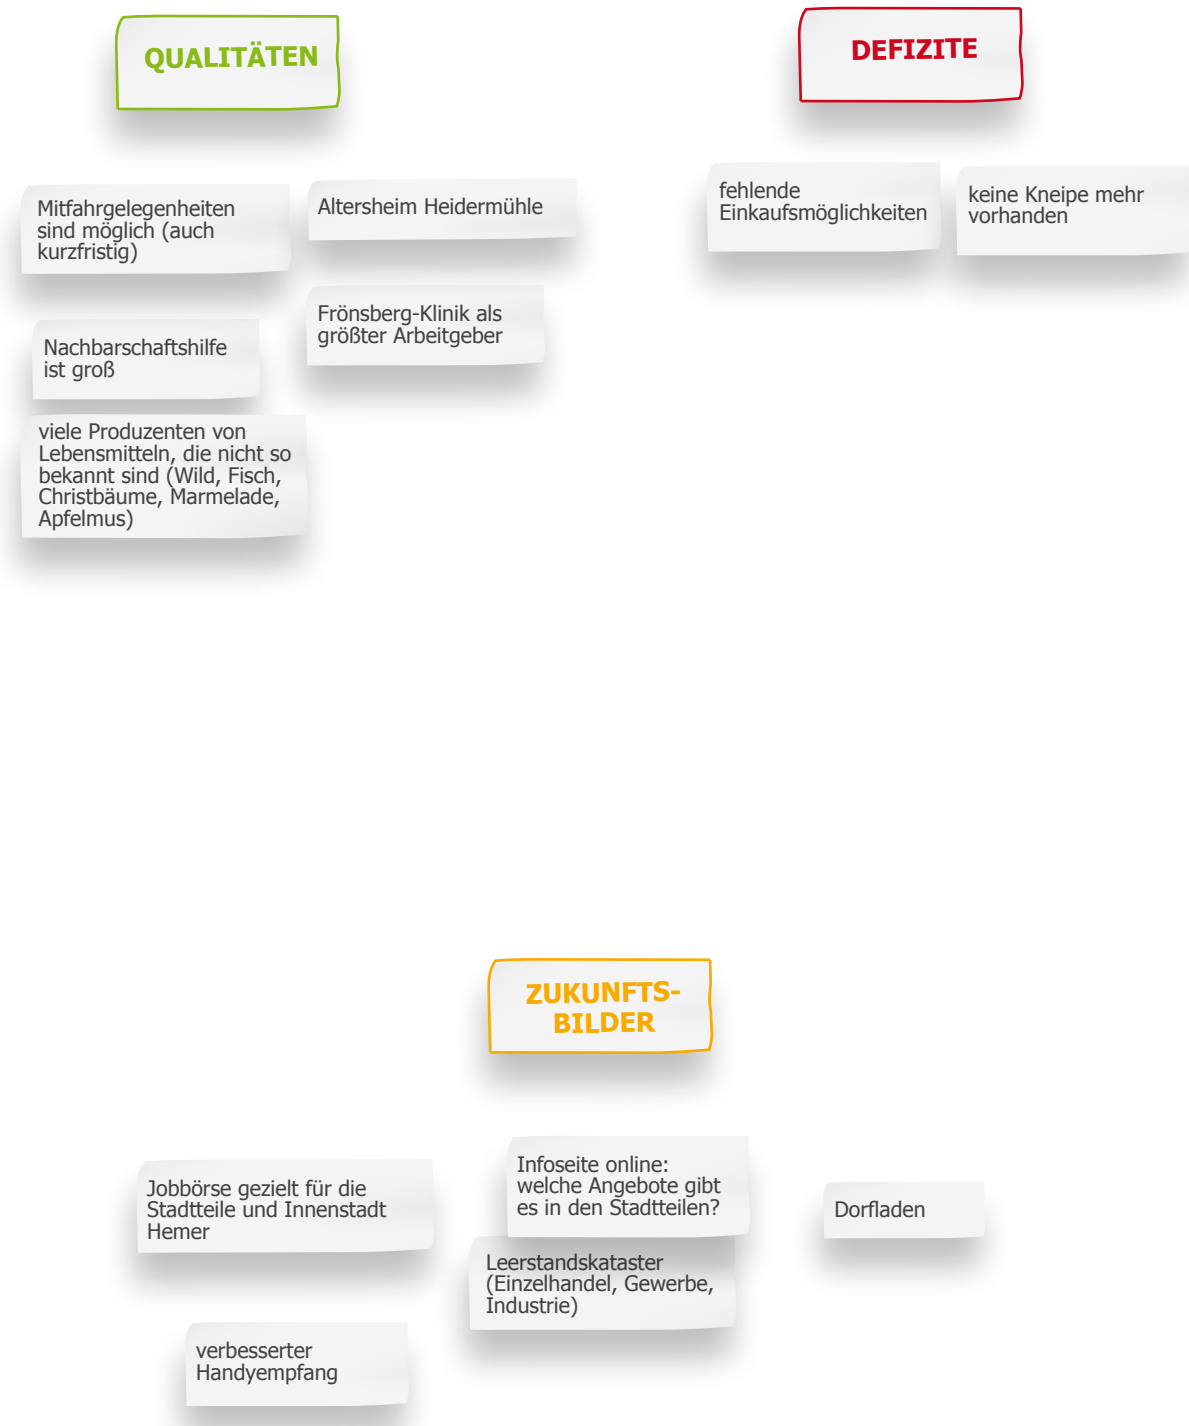 QUALITÄTEN
Mitfahrgelegenheiten
sind möglich (auch
kurzfristig)
Altersheim Heidermühle
Frönsberg-Klinik als
größter Arbeitgeber
Nachbarschaftshilfe
ist groß
viele Produzenten von
Lebensmitteln, die nicht so
bekannt sind (Wild, Fisch,
Christbäume, Marmelade,
Apfelmus)
DEFIZITE
fehlende
Einkaufsmöglichkeiten
keine Kneipe mehr
vorhanden
ZUKUNFTS-
BILDER
Jobbörse gezielt für die
Stadtteile und Innenstadt
Hemer
Infoseite online:
welche Angebote gibt
es in den Stadtteilen?
Dorfladen
Leerstandskataster
(Einzelhandel, Gewerbe,
Industrie)
verbesserter
Handyempfang